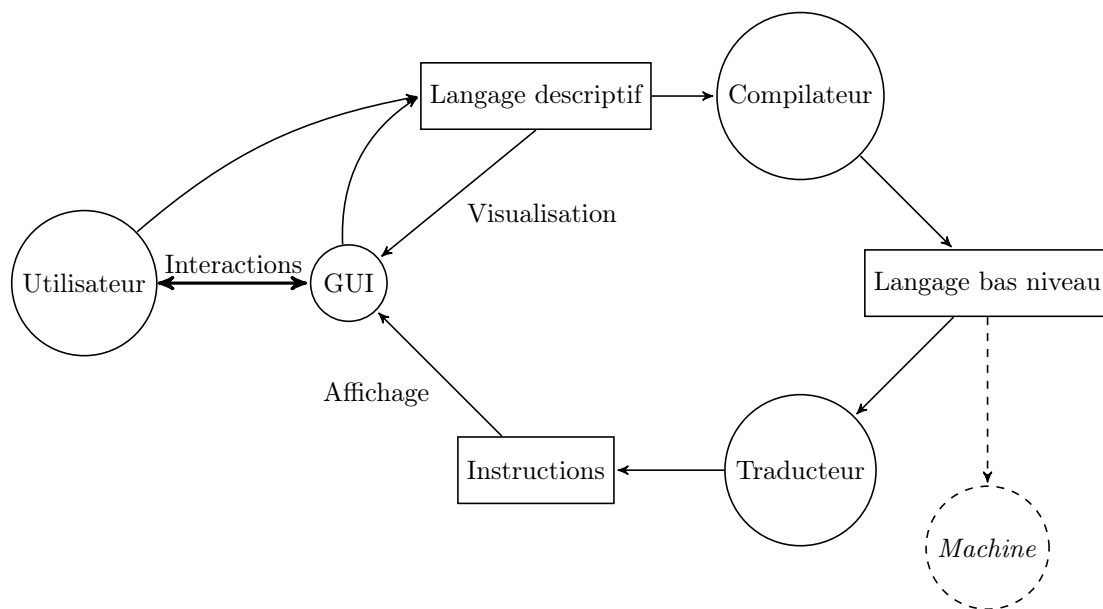 Langage descriptif
Compilateur
Visualisation
Interactions
Utilisateur
GUI
Langage bas niveau
Affichage
Instructions
Traducteur
Machine